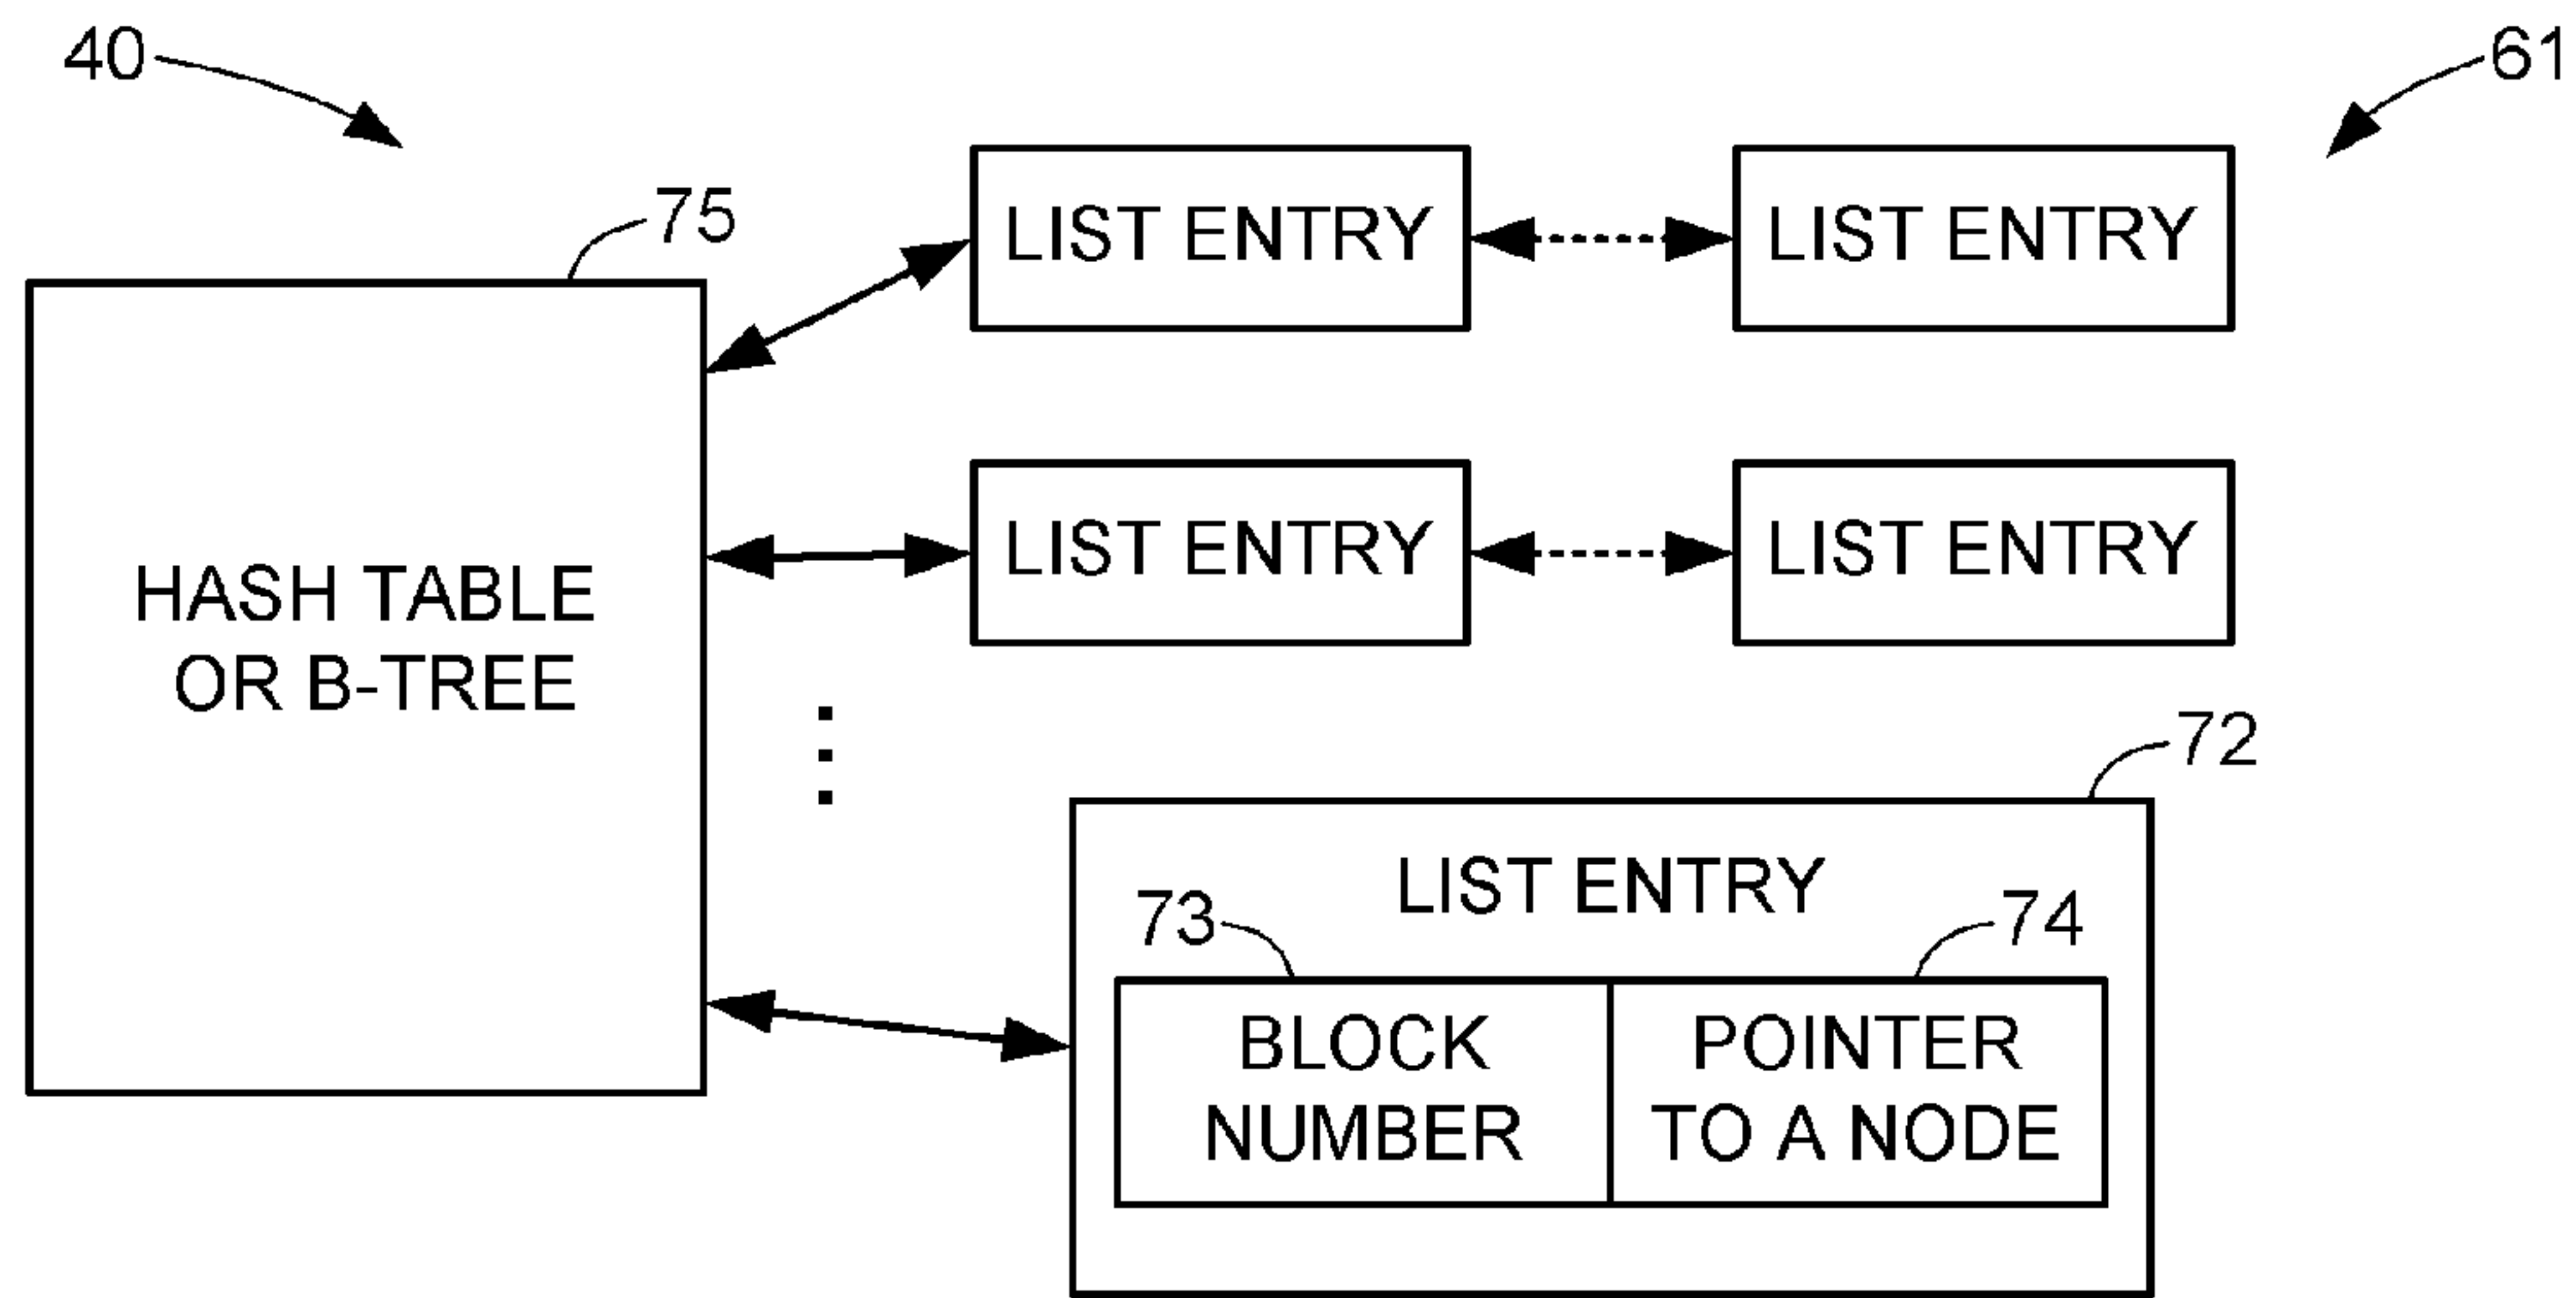 40
61
75
LIST ENTRY
LIST ENTRY
LIST ENTRY
LIST ENTRY
HASH TABLE
OR B-TREE
72
LIST ENTRY
73
74
BLOCK
NUMBER
POINTER
TO A NODE